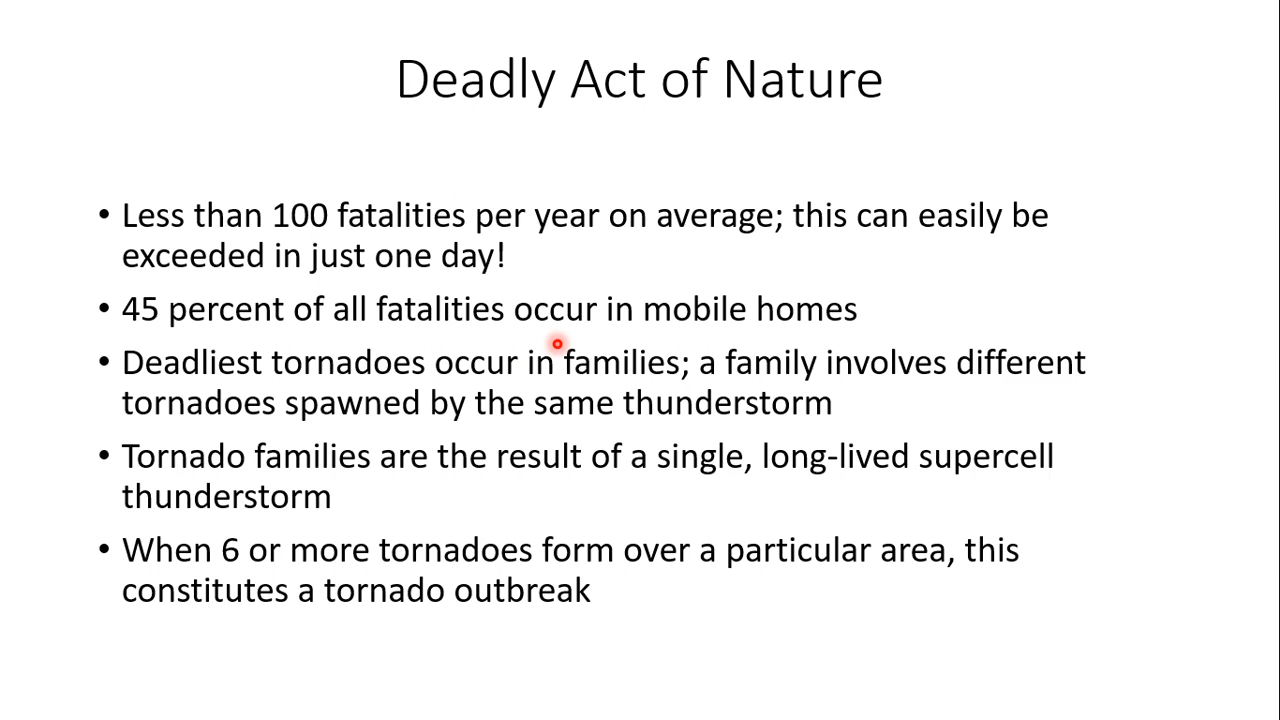 Deadly Act of Nature
• Less than 100 fatalities per year on average; this can easily be
exceeded in just one day!
• 45 percent of all fatalities occur in mobile homes
• Deadliest tornadoes occur in families; a family involves different
tornadoes spawned by the same thunderstorm
• Tornado families are the result of a single, long-lived supercell
thunderstorm
• When 6 or more tornadoes form over a particular area, this
constitutes a tornado outbreak